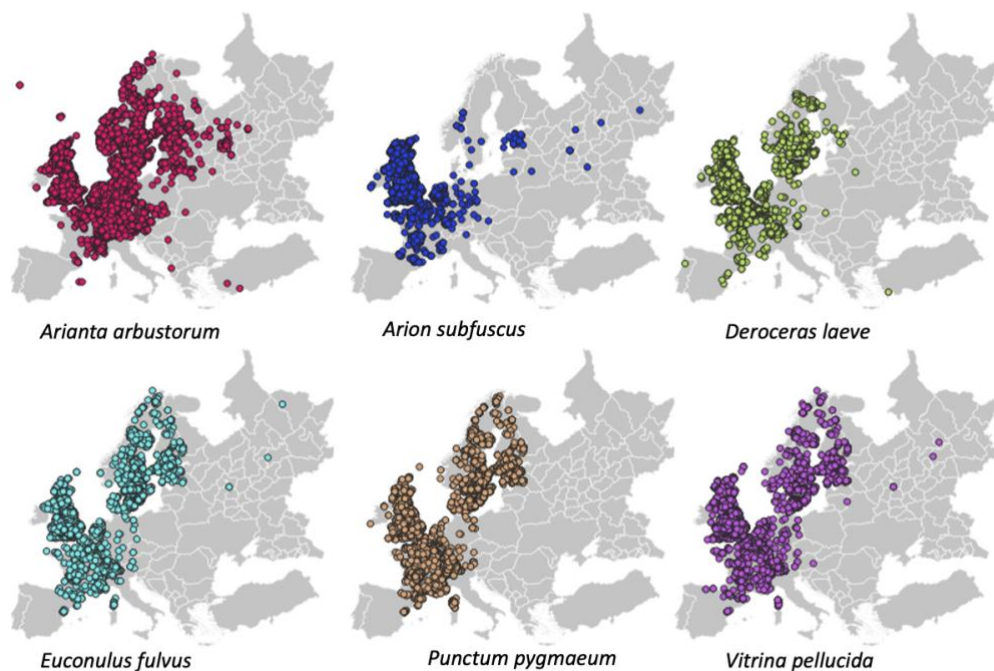 Arianta arbustorum
Arion subfuscus
Deroceras laeve
Euconulus fulvus
Punctum pygmaeum
Vitrina pellucida